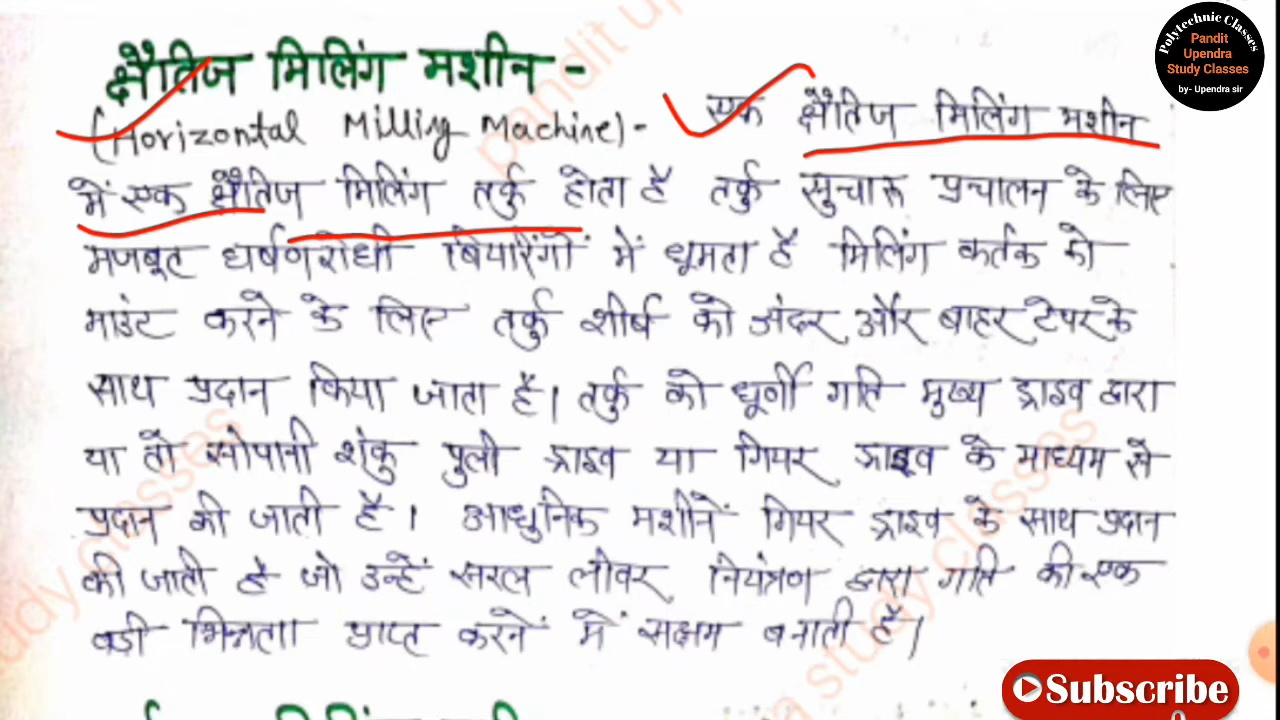 क्षैतिज मिलिंग मशीन -
(Horizontal Milling Machine) - एक क्षैतिज मिलिंग मशीन
में एक क्षैतिज मिलिंग तर्कु होता है तर्कु सुचारू प्रचालन के लिए
मजबूत घर्षणरोधी बियारिंगों में धूमता है मिलिंग कर्तक को
माउंट करने के लिए तर्कु शीर्ष को अंदर और बाहर टेपर के
साथ प्रदान किया जाता है। तर्कु को धूर्णी गति मुख्य ड्राइव द्वारा
या तो सोपानी शंकु पुली ड्राइव या गियर ड्राइव के माध्यम से
प्रदान की जाती है। आधुनिक मशीनें गियर ड्राइव के साथ प्रदान
की जाती है जो उन्हें सरल लीवर नियंत्रण द्वारा गति की एक
बडी भिन्नता प्राप्त करनें में सक्षम बनाती है।
Polytechnic Classes
Pandit
Upendra
Study Classes
by- Upendra sir
Subscribe